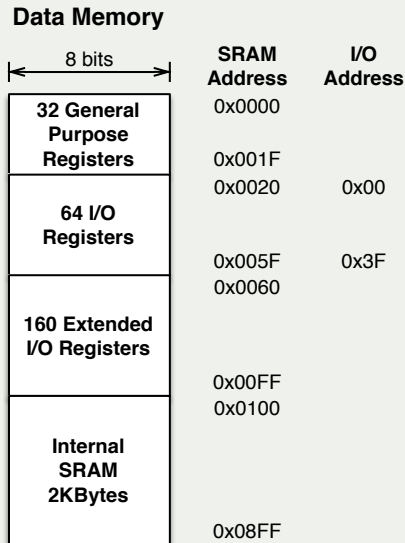 Data Memory
8 bits
SRAM Address
I/O Address
32 General
Purpose
Registers
0x0000
0x001F
64 I/O
Registers
0x0020 0x00
0x005F 0x3F
160 Extended
I/O Registers
0x0060
0x00FF
Internal
SRAM
2KBytes
0x0100
0x08FF